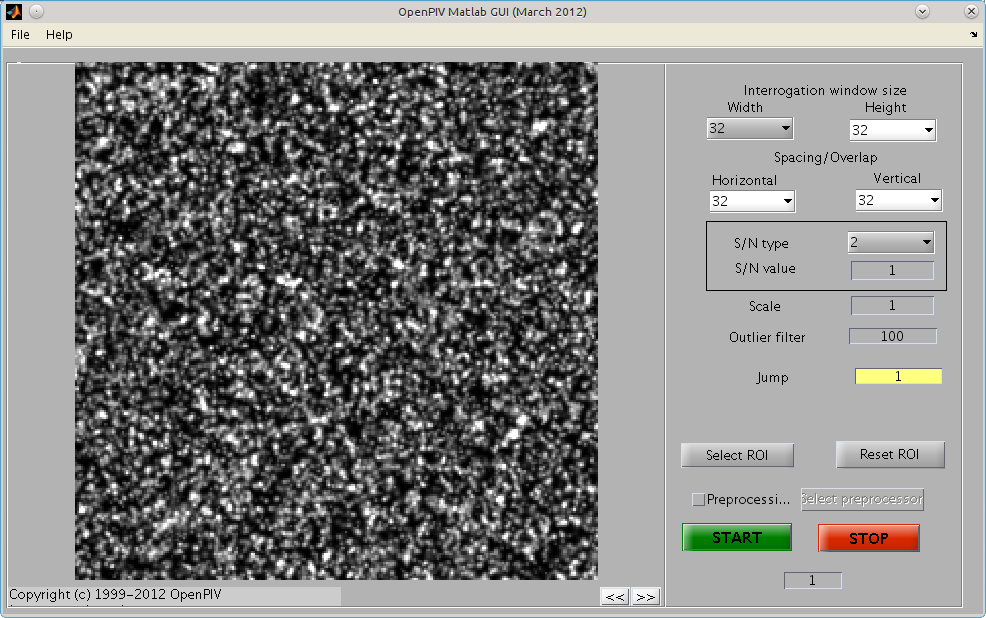 OpenPIV Matlab GUI (March 2012)
File Help
Interrogation window size
Width Height
32 32
Spacing/Overlap
Horizontal Vertical
32 32
S/N type 2
S/N value 1
Scale 1
Outlier filter 100
Jump 1
Select ROI Reset ROI
Preprocessi... Select preprocessor
START STOP
1
Copyright (c) 1999-2012 OpenPIV
<< >>